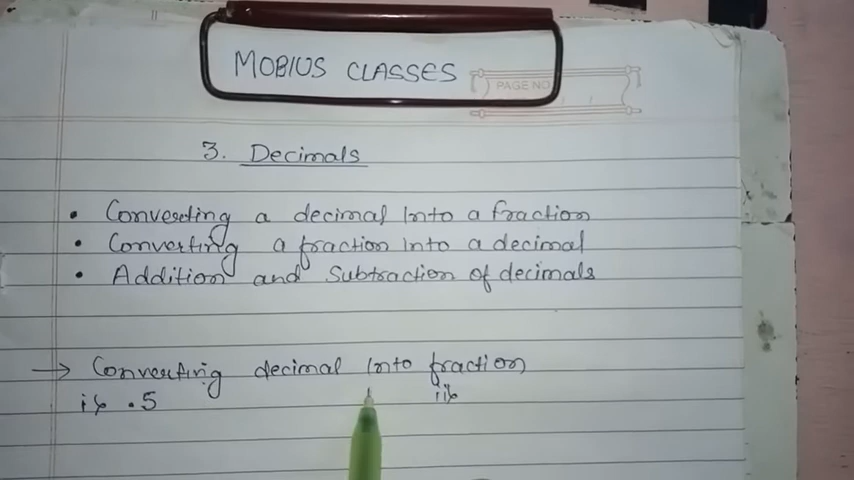 MOBIUS CLASSES
PAGE NO
3. Decimals
• Converting a decimal into a fraction
• Converting a fraction into a decimal
• Addition and Subtraction of decimals
→ Converting decimal into fraction
i) .5 ii)